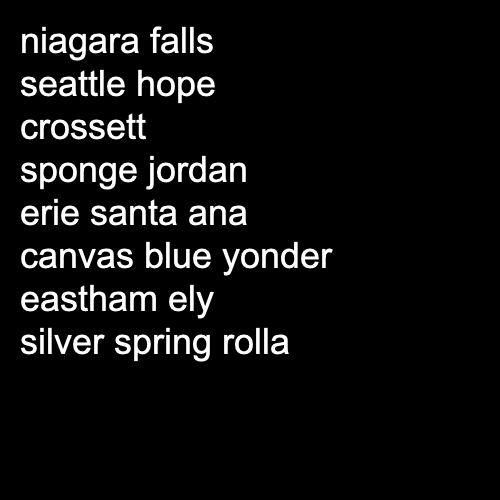 niagara falls
seattle hope
crossett
sponge jordan
erie santa ana
canvas blue yonder
eastham ely
silver spring rolla